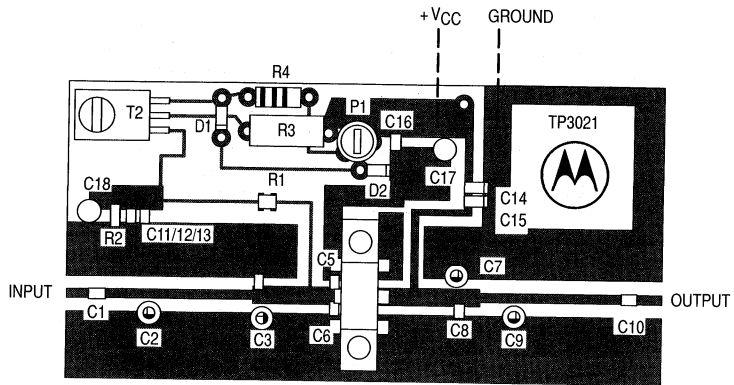 + VCC GROUND
R4
T2
P1
C16
D1
R3
TP3021
D2
C17
R1
C18
C14
C15
R2
C11/12/13
C5
C7
INPUT
OUTPUT
C1
C2
C3
C6
C8
C9
C10